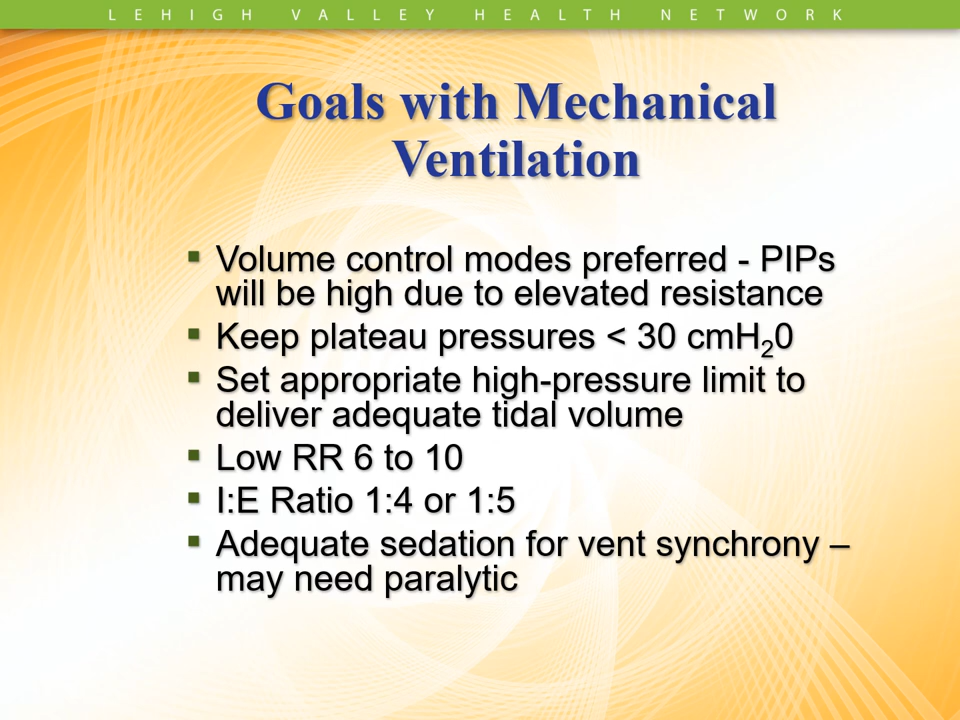 LEHIGH VALLEY HEALTH NETWORK
Goals with Mechanical
Ventilation
▪ Volume control modes preferred - PIPs
will be high due to elevated resistance
▪ Keep plateau pressures < 30 cmH₂0
▪ Set appropriate high-pressure limit to
deliver adequate tidal volume
▪ Low RR 6 to 10
▪ I:E Ratio 1:4 or 1:5
▪ Adequate sedation for vent synchrony –
may need paralytic